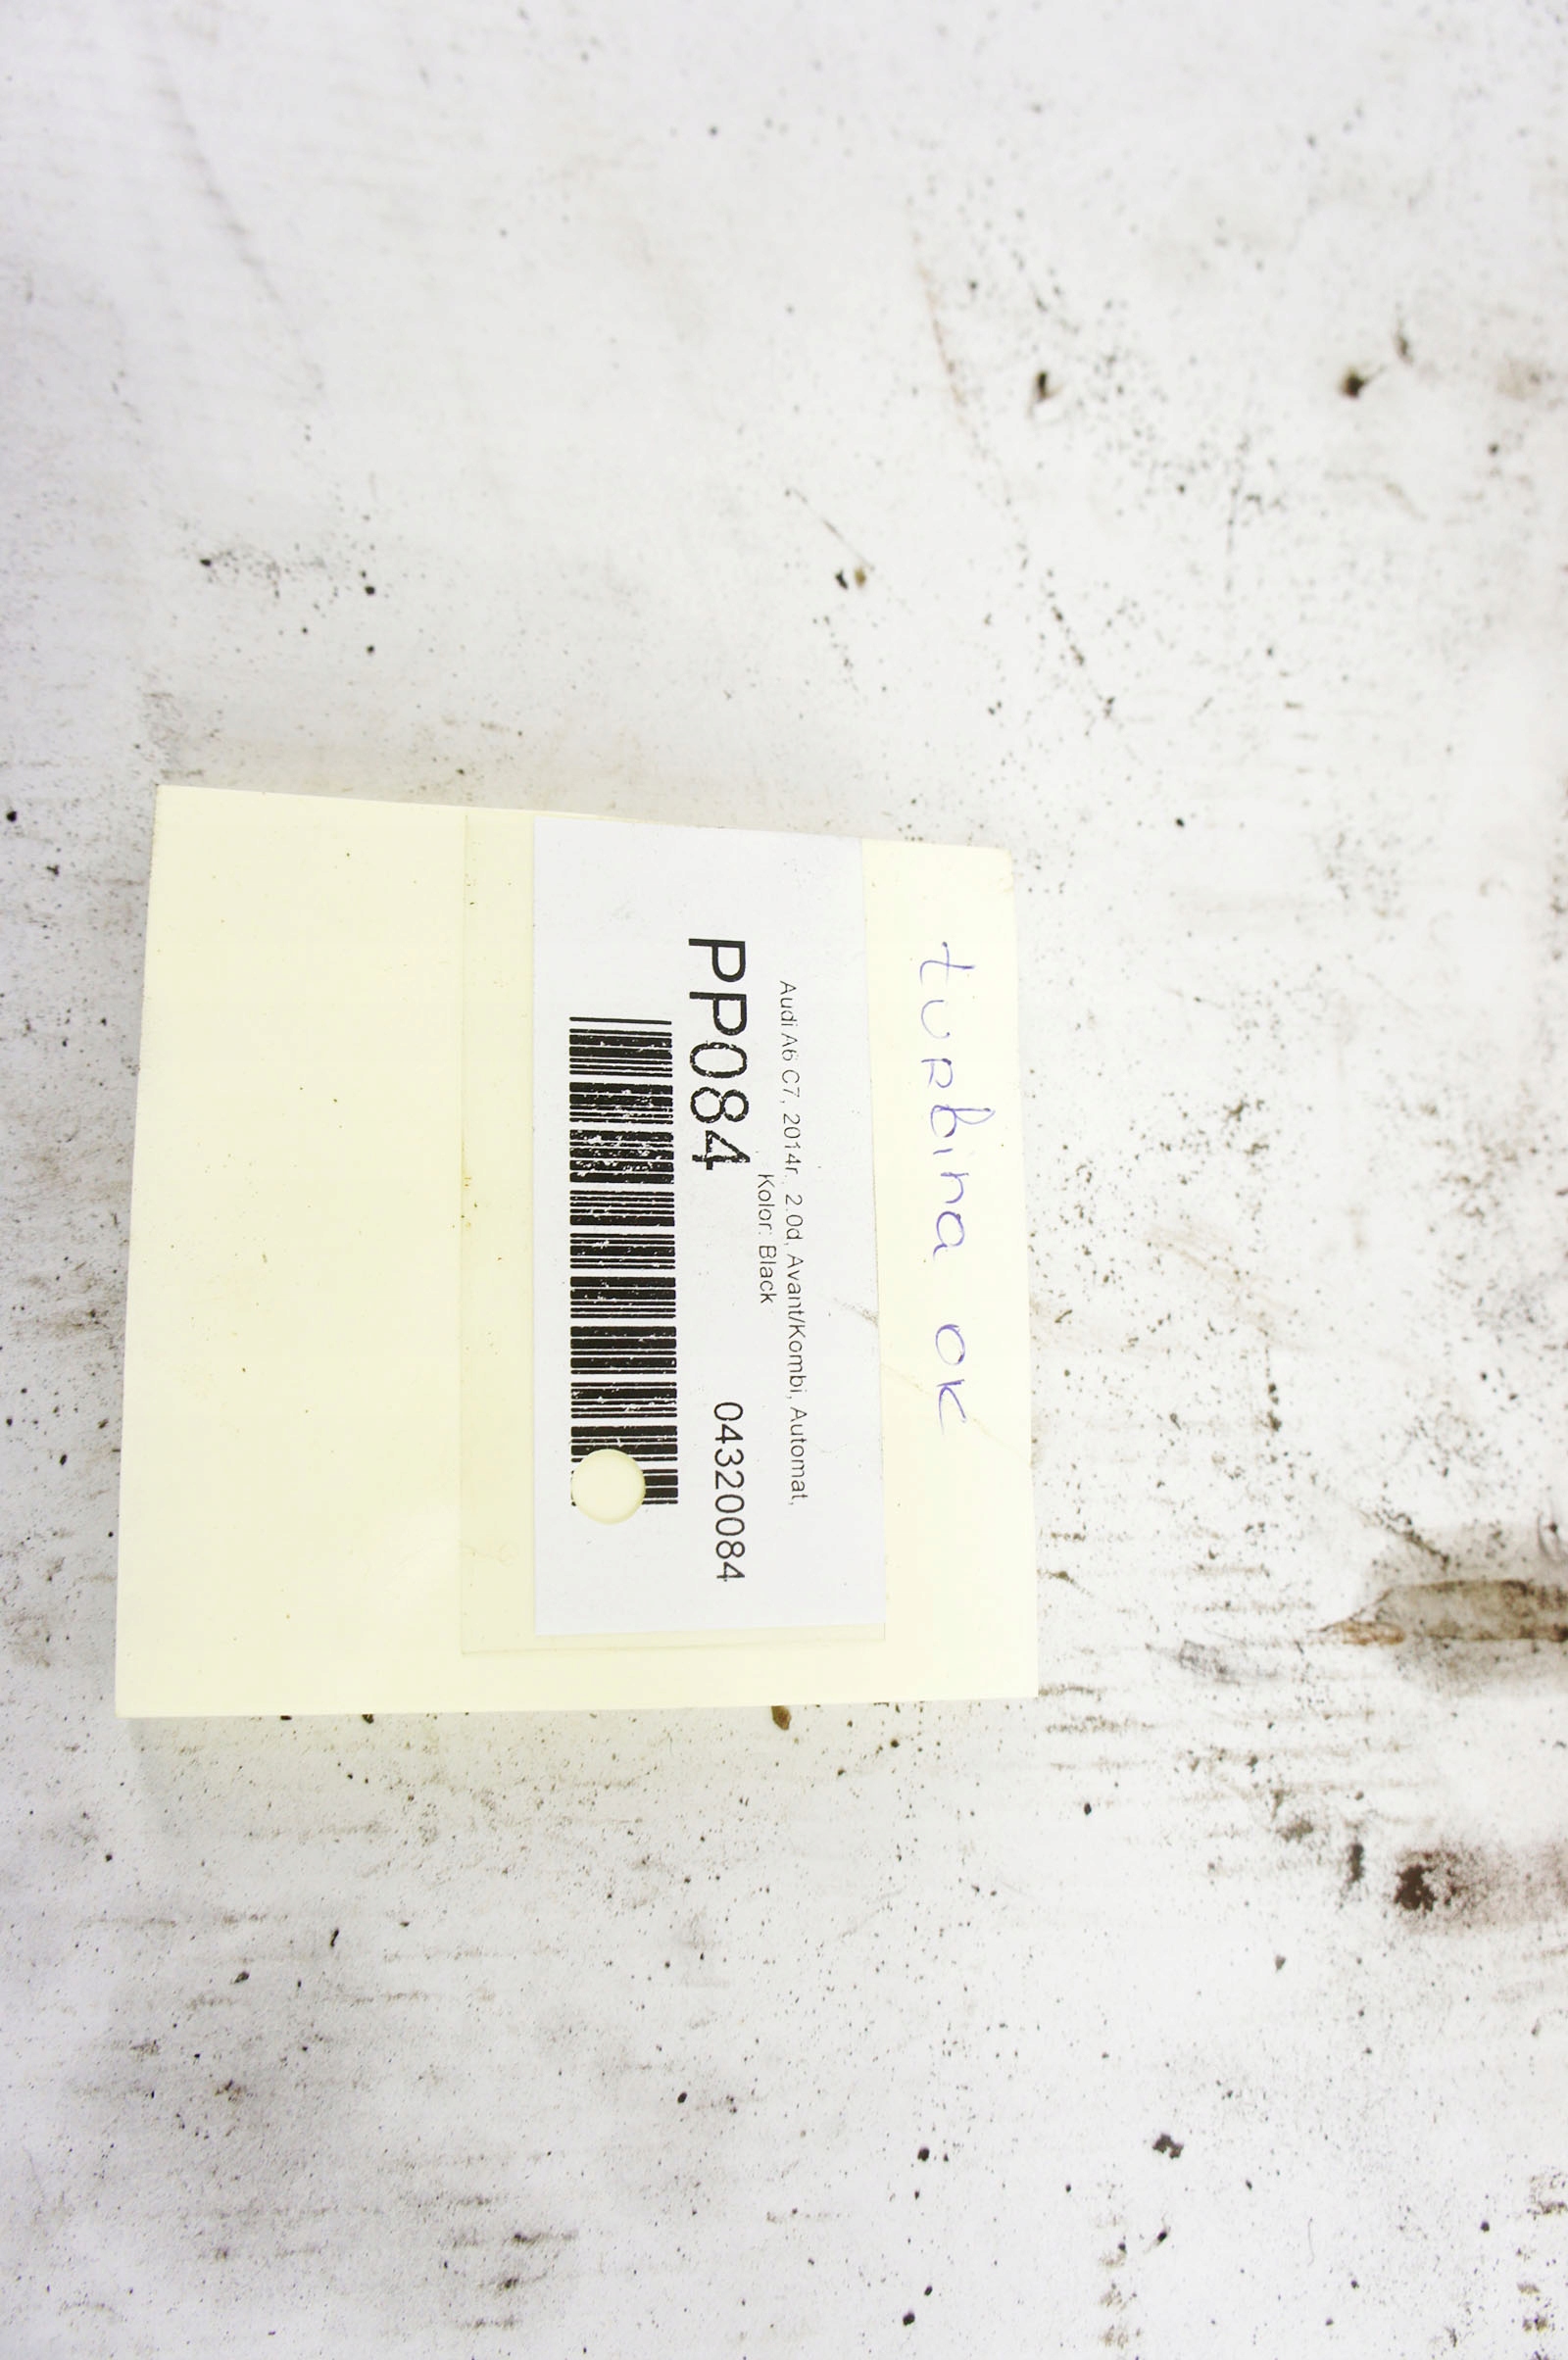 turbina OK
Audi A6 C7, 2014r., 2.0d, Avant/Kombi, Automat,
Kolor: Black
PP084 04320084